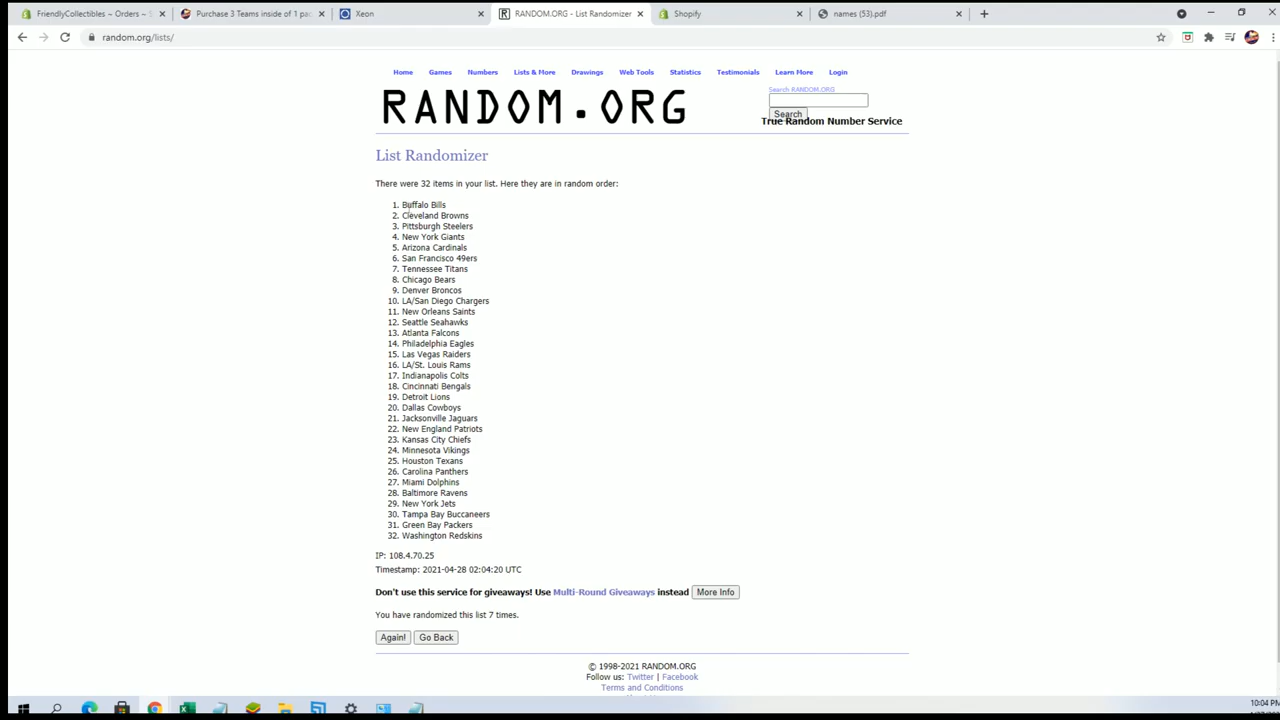 FriendlyCollectibles ~ Orders ~ S
Purchase 3 Teams inside of 1 pac
Xeon
RANDOM.ORG - List Randomizer
Shopify
names (53).pdf
random.org/lists/
Home Games Numbers Lists & More Drawings Web Tools Statistics Testimonials Learn More Login
RANDOM.ORG
Search RANDOM.ORG
Search
True Random Number Service
List Randomizer
There were 32 items in your list. Here they are in random order:
1. Buffalo Bills
2. Cleveland Browns
3. Pittsburgh Steelers
4. New York Giants
5. Arizona Cardinals
6. San Francisco 49ers
7. Tennessee Titans
8. Chicago Bears
9. Denver Broncos
10. LA/San Diego Chargers
11. New Orleans Saints
12. Seattle Seahawks
13. Atlanta Falcons
14. Philadelphia Eagles
15. Las Vegas Raiders
16. LA/St. Louis Rams
17. Indianapolis Colts
18. Cincinnati Bengals
19. Detroit Lions
20. Dallas Cowboys
21. Jacksonville Jaguars
22. New England Patriots
23. Kansas City Chiefs
24. Minnesota Vikings
25. Houston Texans
26. Carolina Panthers
27. Miami Dolphins
28. Baltimore Ravens
29. New York Jets
30. Tampa Bay Buccaneers
31. Green Bay Packers
32. Washington Redskins
IP: 108.4.70.25
Timestamp: 2021-04-28 02:04:20 UTC
Don't use this service for giveaways! Use Multi-Round Giveaways instead More Info
You have randomized this list 7 times.
Again! Go Back
© 1998-2021 RANDOM.ORG
Follow us: Twitter | Facebook
Terms and Conditions
10:04 PM